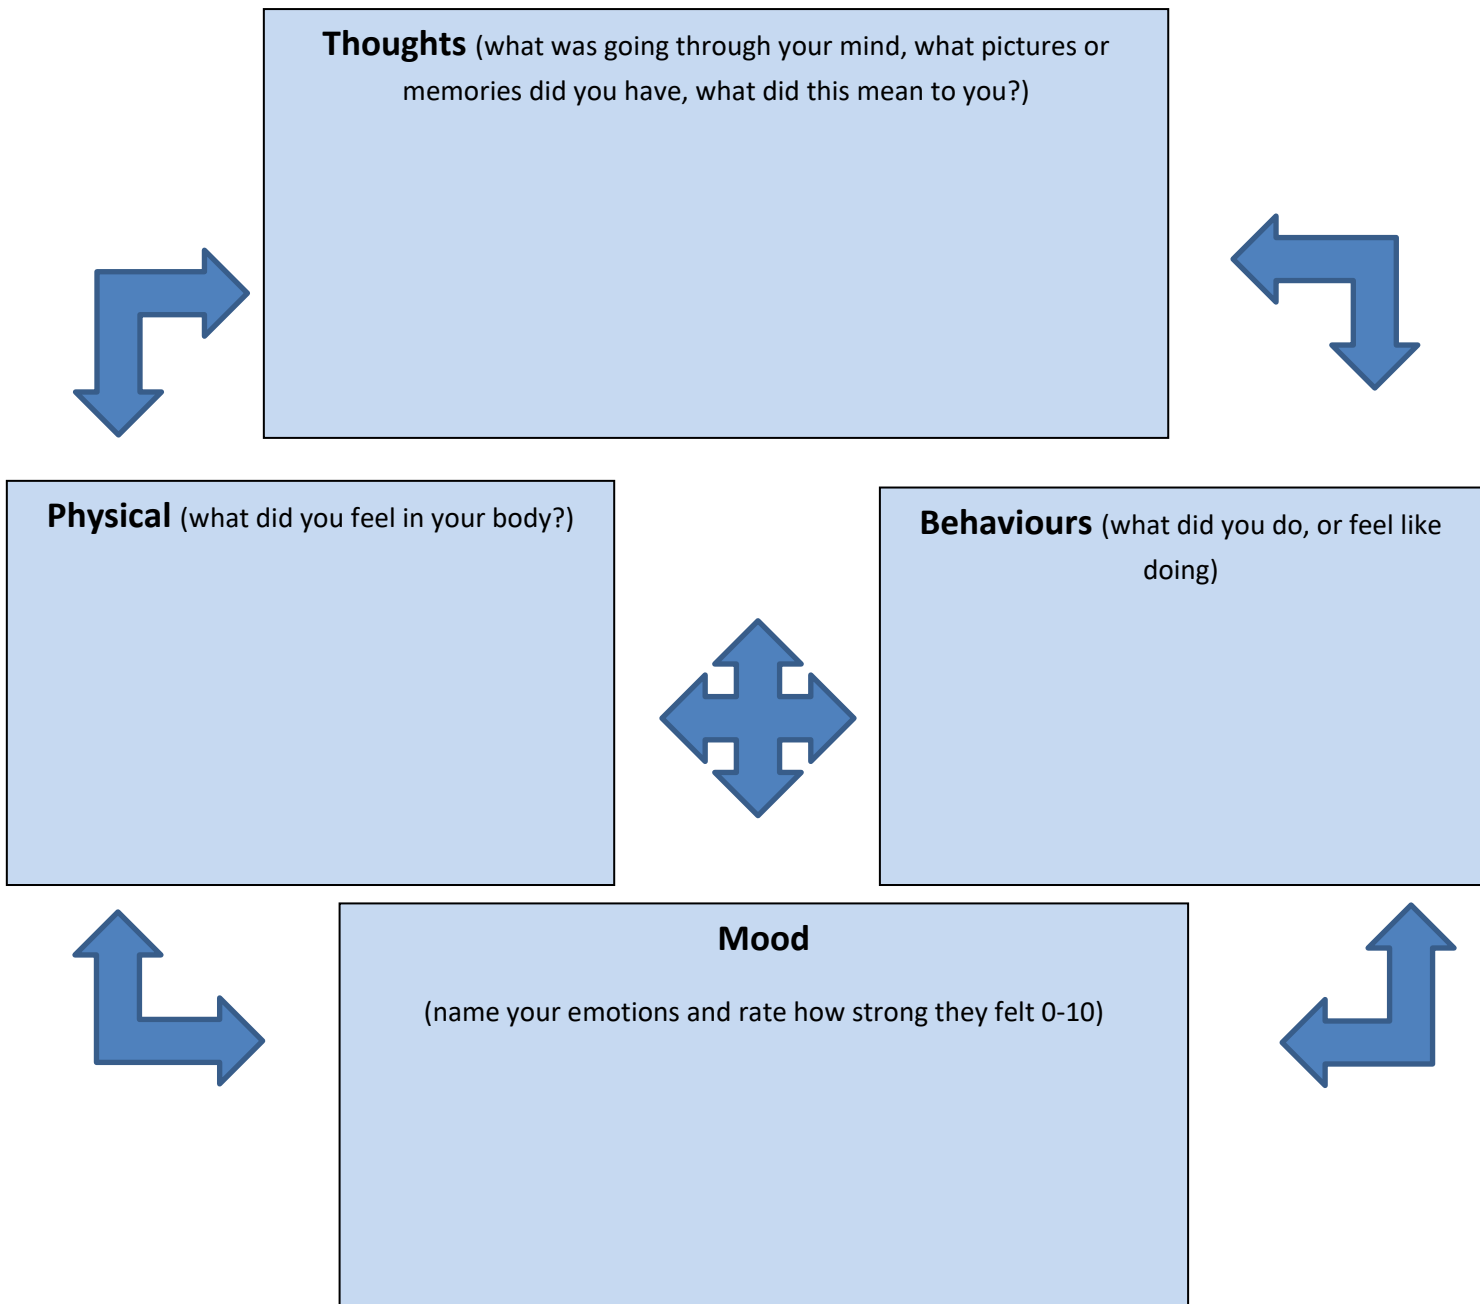 Thoughts (what was going through your mind, what pictures or
memories did you have, what did this mean to you?)
Physical (what did you feel in your body?)
Behaviours (what did you do, or feel like
doing)
Mood
(name your emotions and rate how strong they felt 0-10)